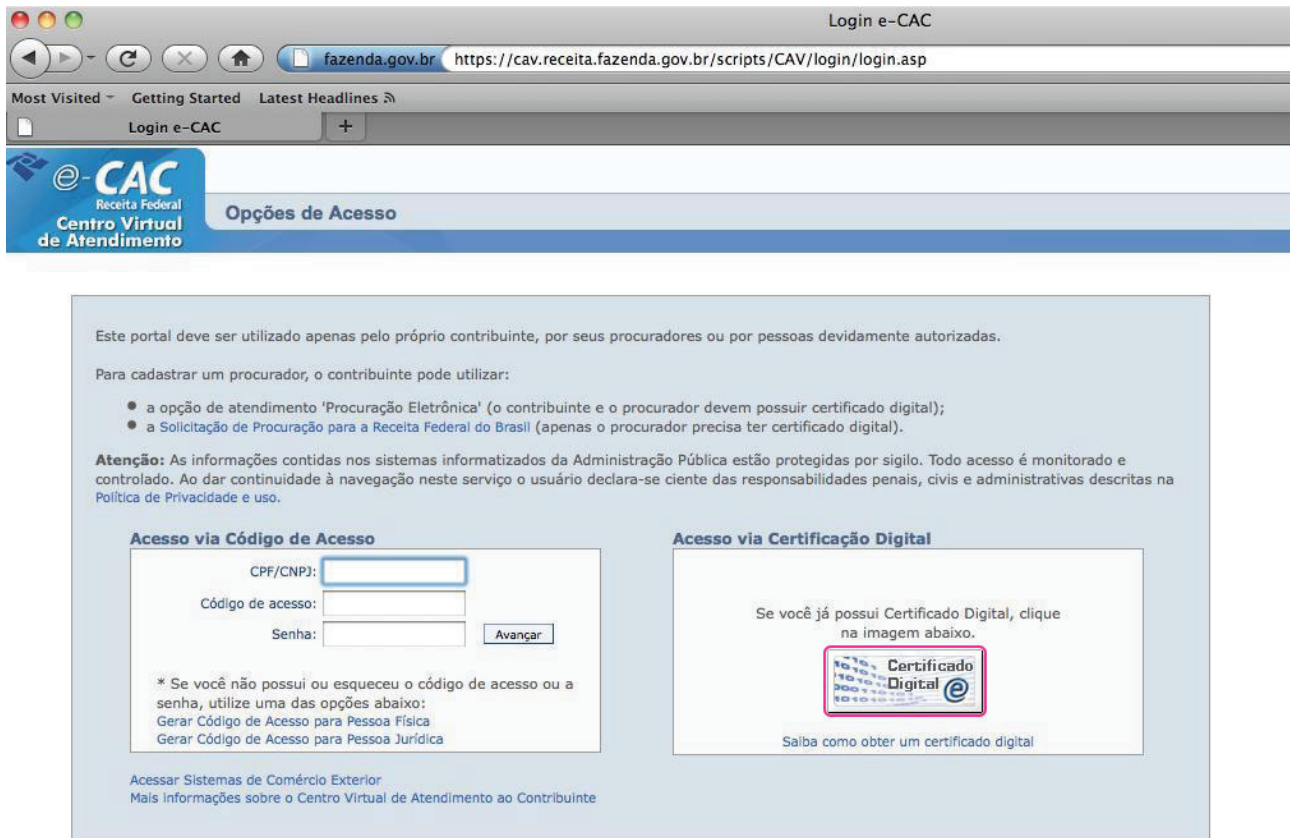 Login e-CAC
fazenda.gov.br https://cav.receita.fazenda.gov.br/scripts/CAV/login/login.asp
Most Visited Getting Started Latest Headlines
Login e-CAC +
e-CAC
Receita Federal
Centro Virtual
de Atendimento
Opções de Acesso
Este portal deve ser utilizado apenas pelo próprio contribuinte, por seus procuradores ou por pessoas devidamente autorizadas.
Para cadastrar um procurador, o contribuinte pode utilizar:
• a opção de atendimento 'Procuração Eletrônica' (o contribuinte e o procurador devem possuir certificado digital);
• a Solicitação de Procuração para a Receita Federal do Brasil (apenas o procurador precisa ter certificado digital).
Atenção: As informações contidas nos sistemas informatizados da Administração Pública estão protegidas por sigilo. Todo acesso é monitorado e
controlado. Ao dar continuidade à navegação neste serviço o usuário declara-se ciente das responsabilidades penais, civis e administrativas descritas na
Política de Privacidade e uso.
Acesso via Código de Acesso
CPF/CNPJ:
Código de acesso:
Senha:
Avançar
* Se você não possui ou esqueceu o código de acesso ou a
senha, utilize uma das opções abaixo:
Gerar Código de Acesso para Pessoa Física
Gerar Código de Acesso para Pessoa Jurídica
Acesso via Certificação Digital
Se você já possui Certificado Digital, clique
na imagem abaixo.
Certificado
Digital
Saiba como obter um certificado digital
Acessar Sistemas de Comércio Exterior
Mais informações sobre o Centro Virtual de Atendimento ao Contribuinte